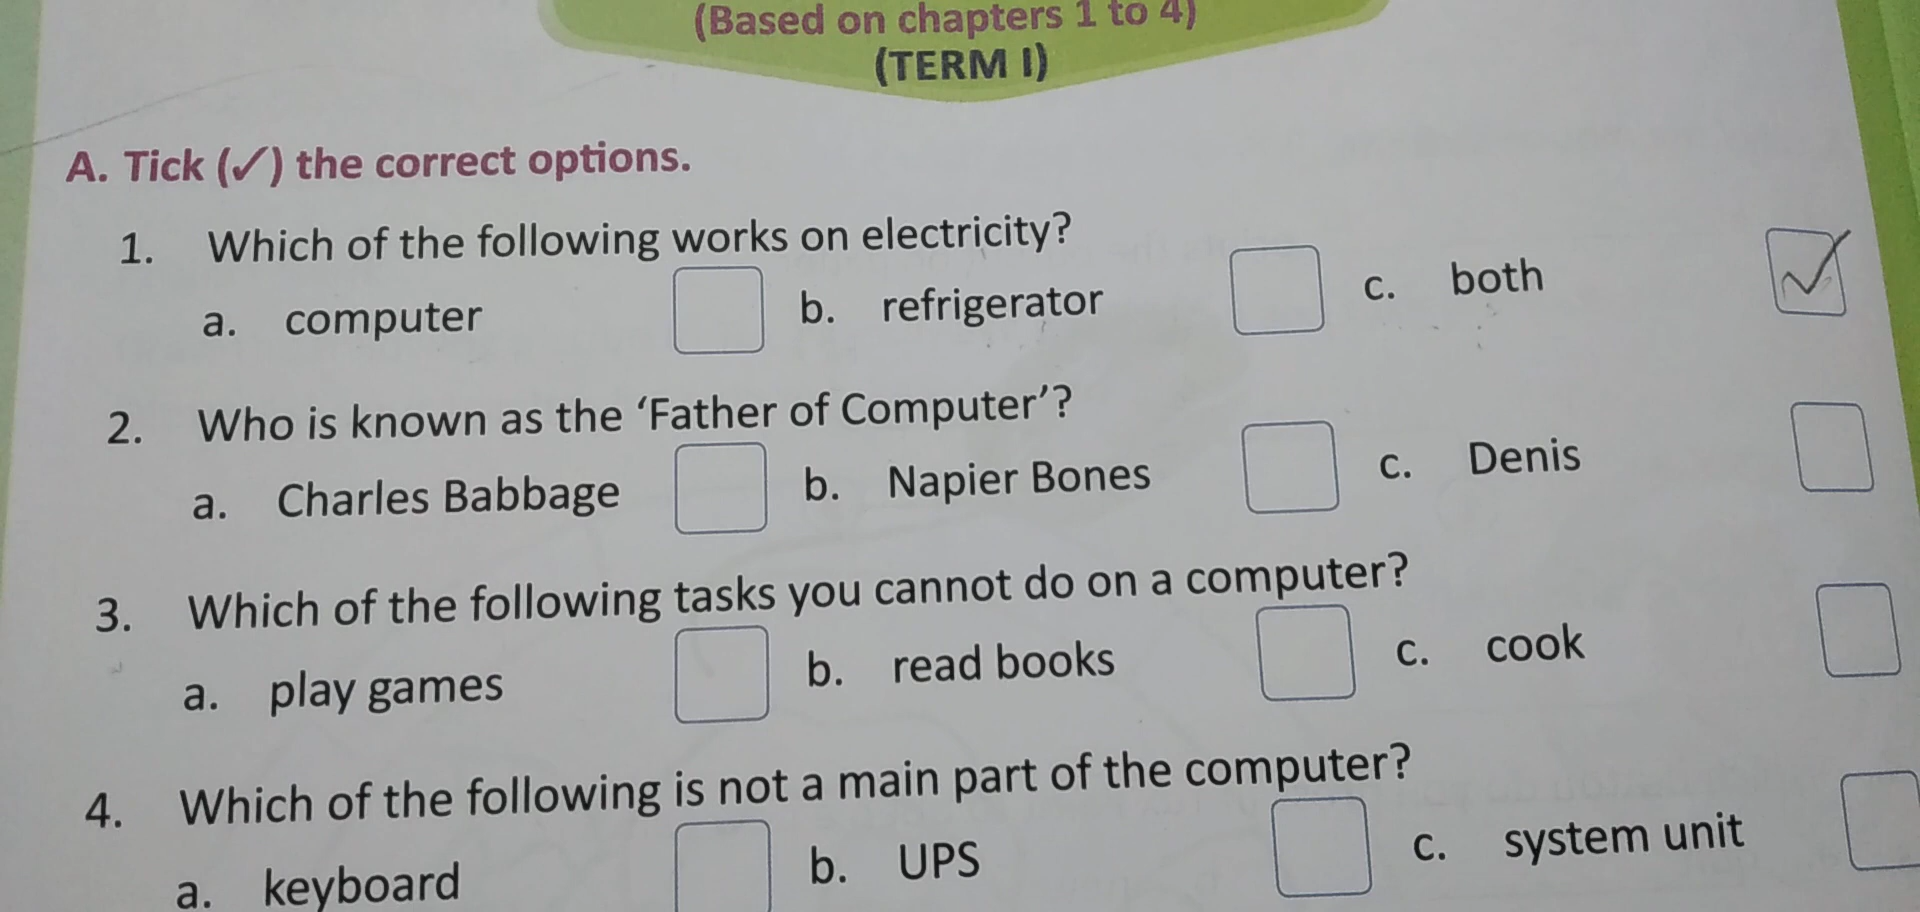 (Based on chapters 1 to 4)
(TERM I)
A. Tick (✓) the correct options.
1. Which of the following works on electricity?
a. computer b. refrigerator c. both ✓
2. Who is known as the ‘Father of Computer’?
a. Charles Babbage b. Napier Bones c. Denis
3. Which of the following tasks you cannot do on a computer?
a. play games b. read books c. cook
4. Which of the following is not a main part of the computer?
a. keyboard b. UPS c. system unit